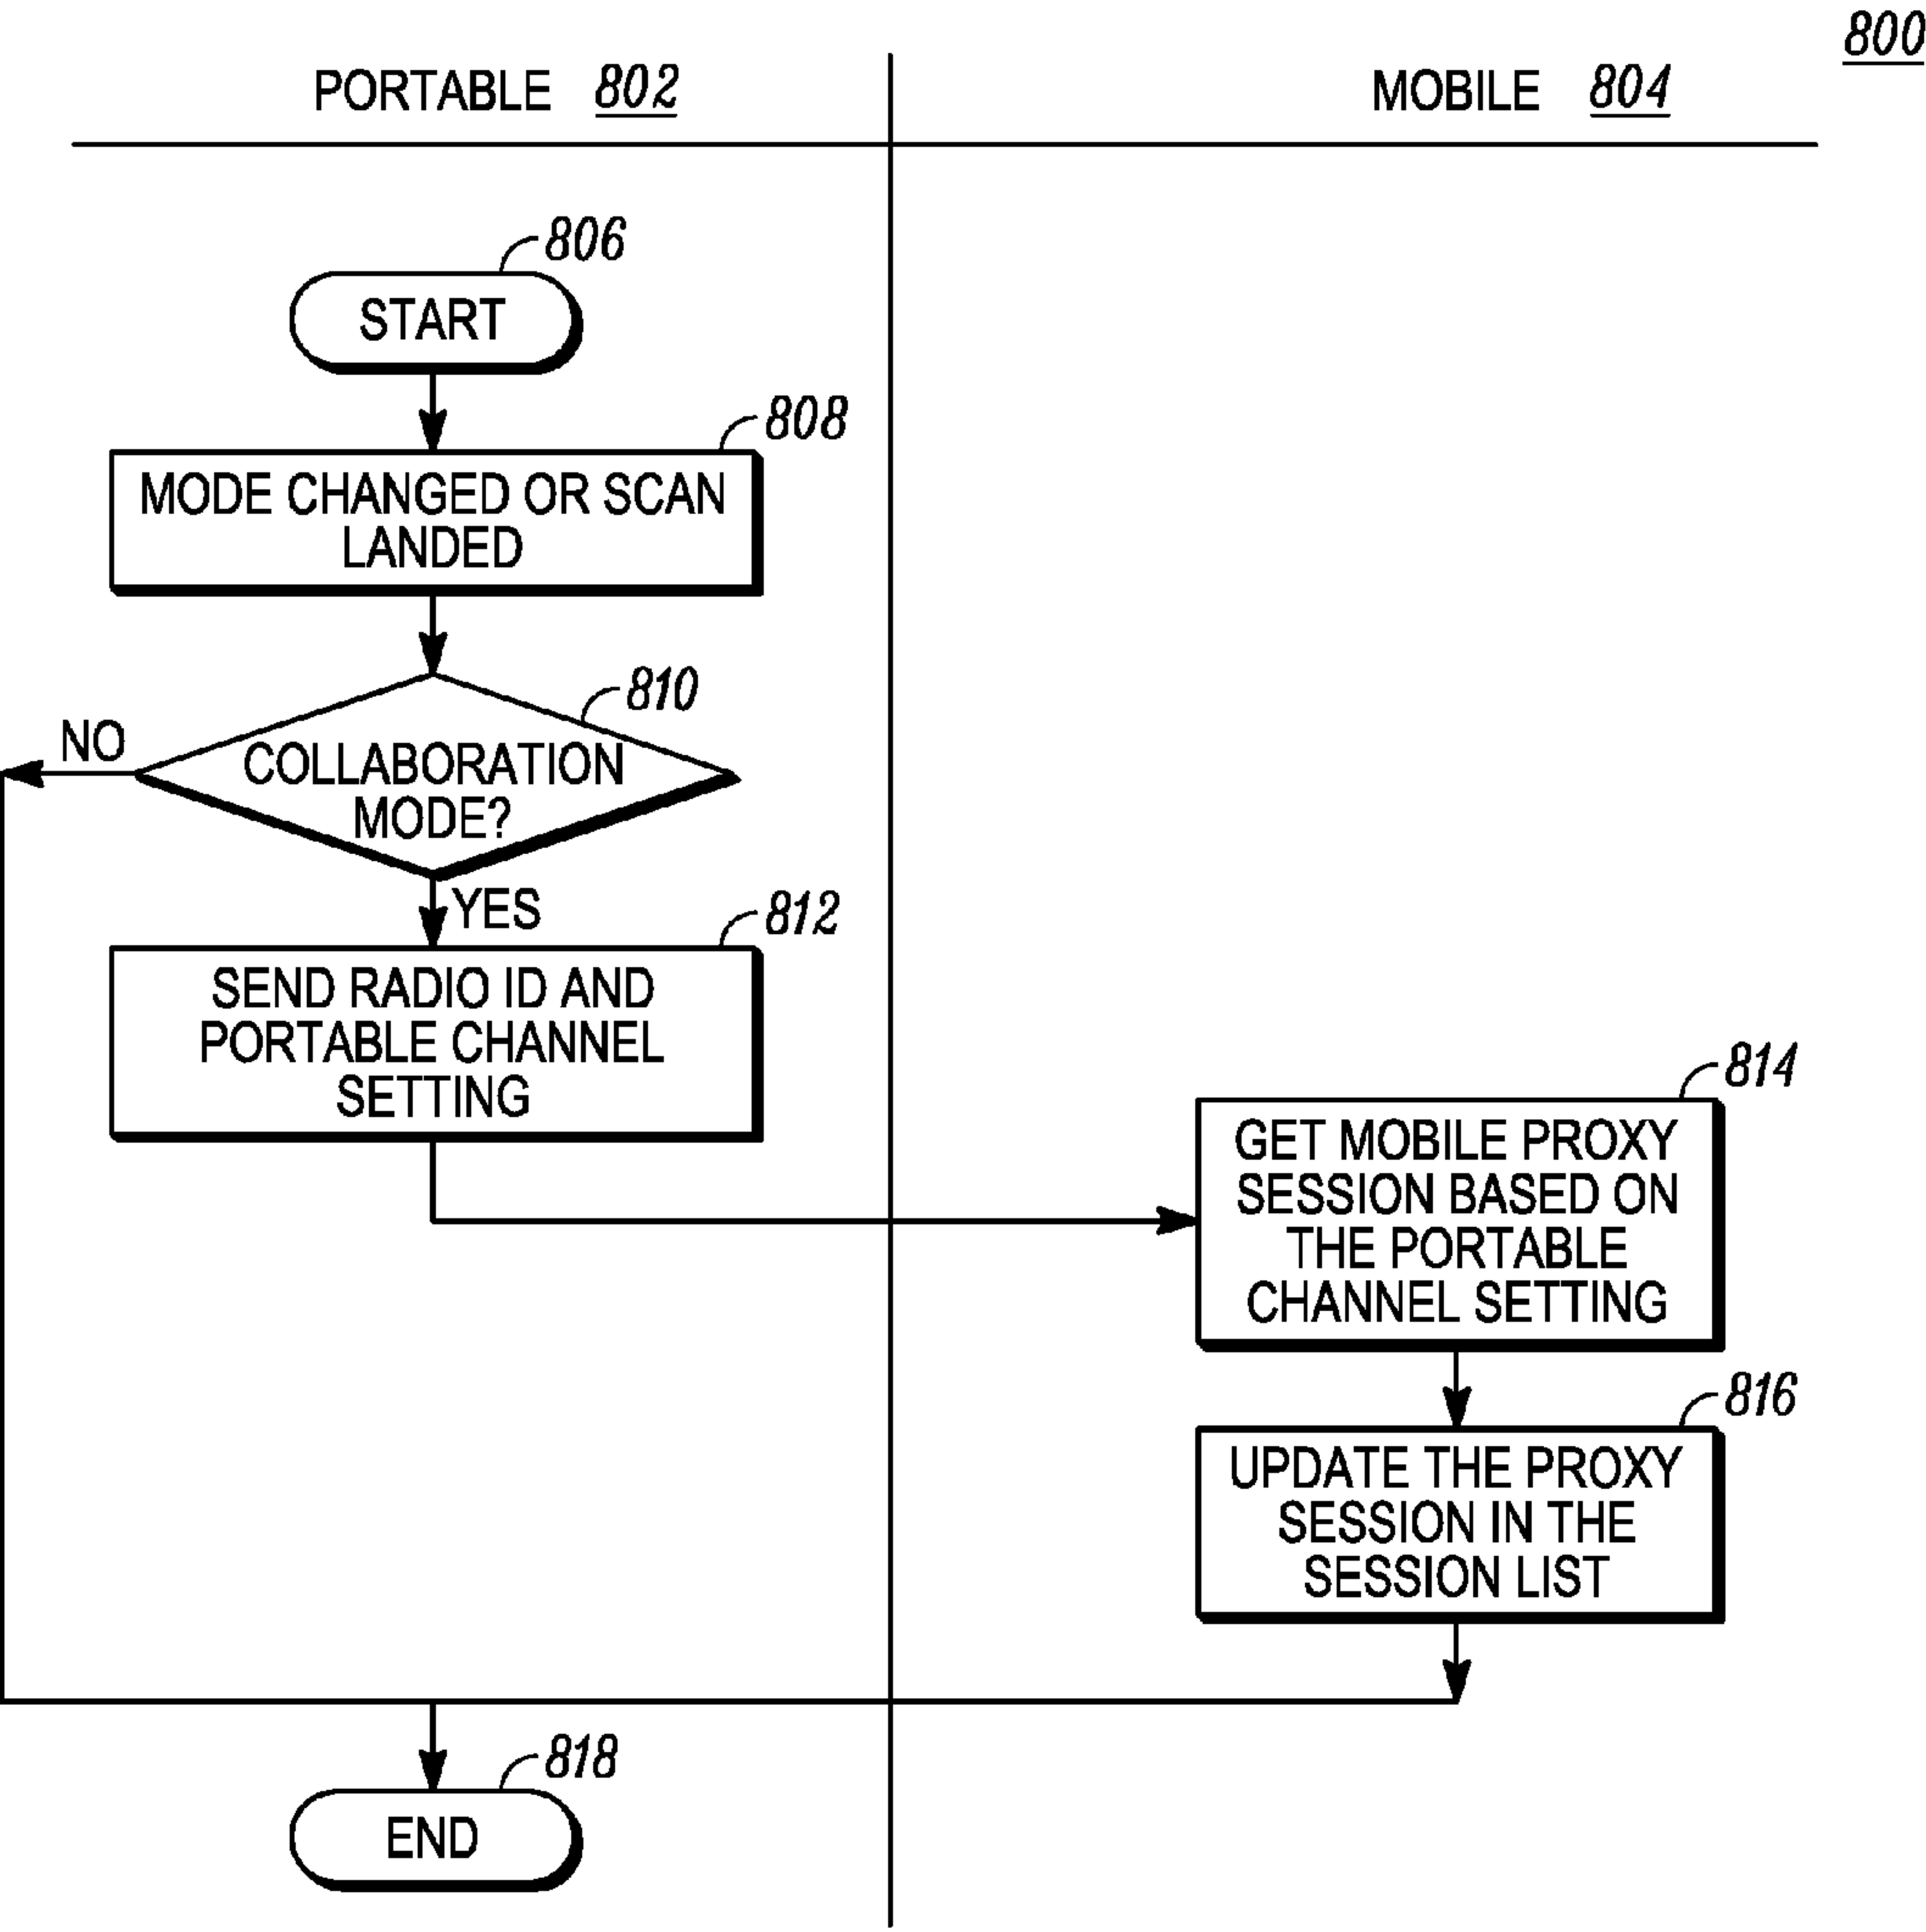 800
PORTABLE 802
MOBILE 804
806
START
808
MODE CHANGED OR SCAN
LANDED
810
NO
COLLABORATION
MODE?
YES
812
SEND RADIO ID AND
PORTABLE CHANNEL
SETTING
814
GET MOBILE PROXY
SESSION BASED ON
THE PORTABLE
CHANNEL SETTING
816
UPDATE THE PROXY
SESSION IN THE
SESSION LIST
818
END